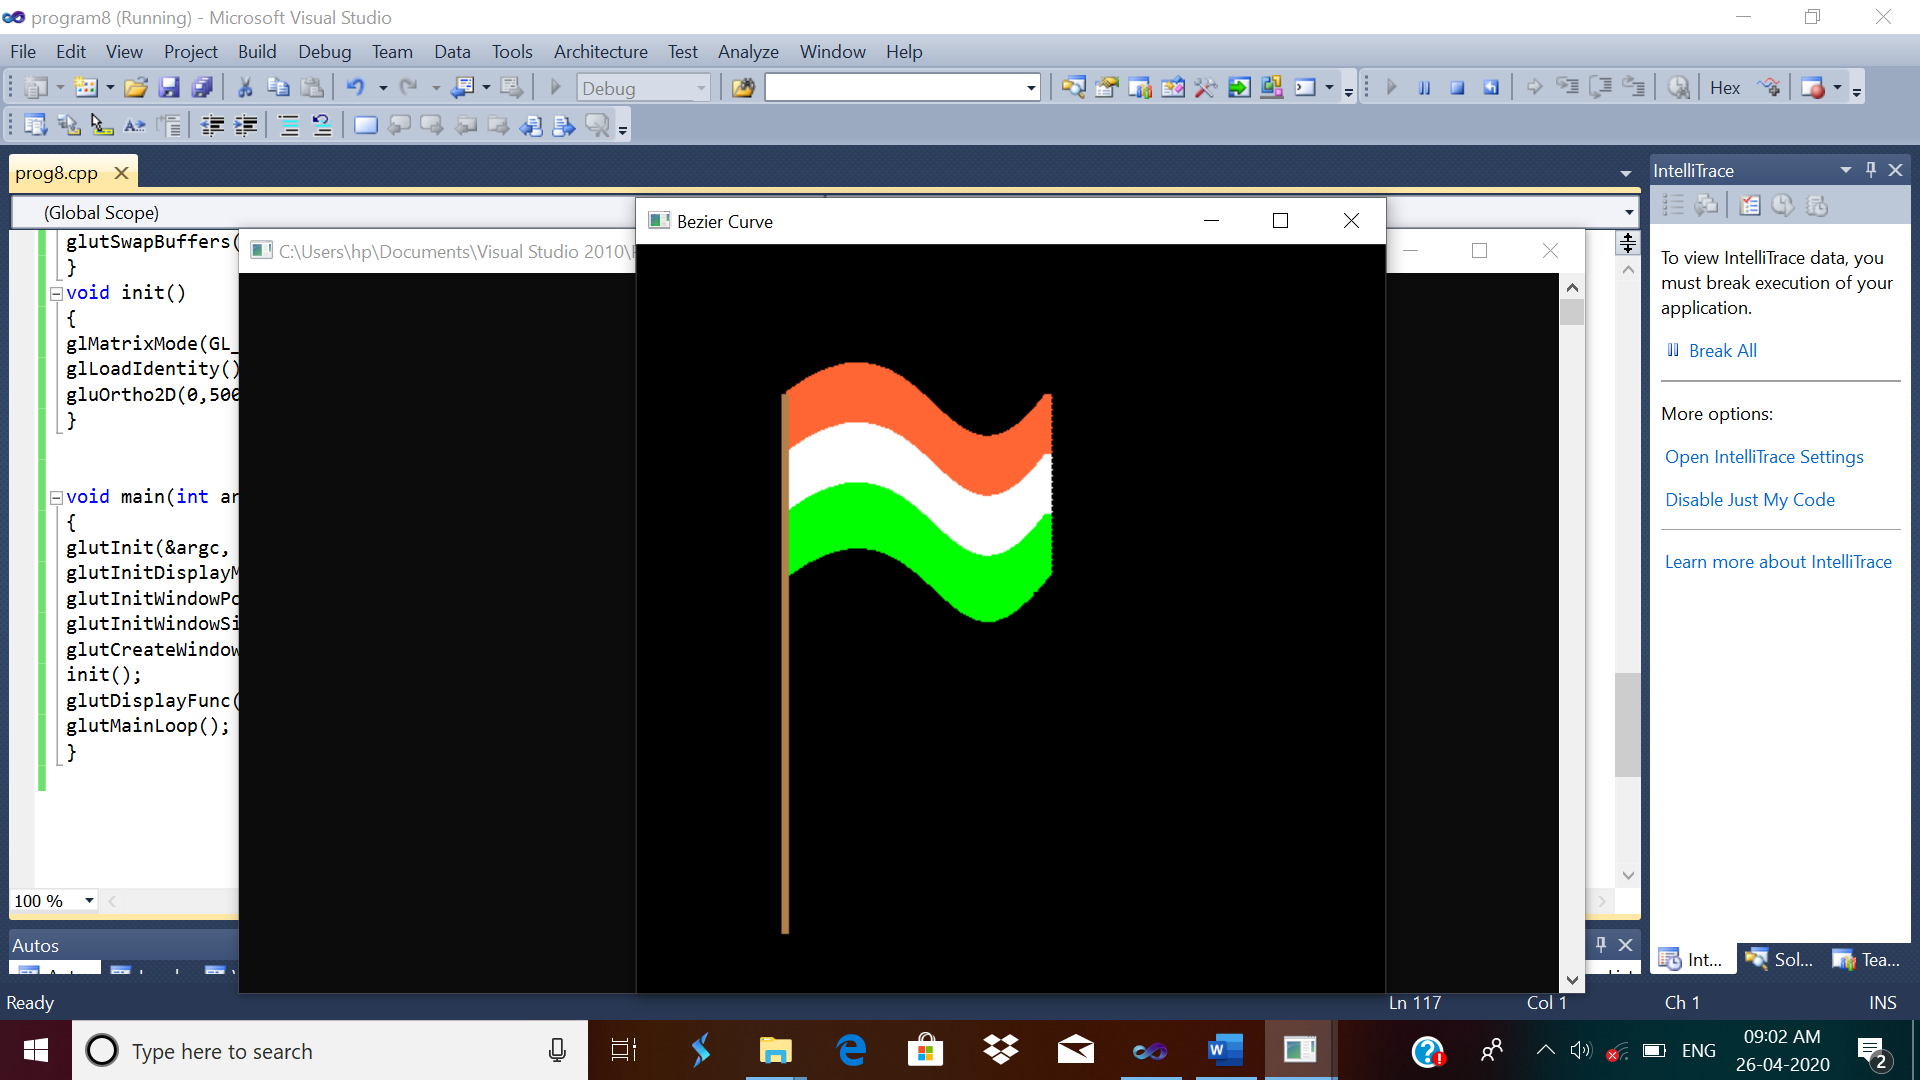 program8 (Running) - Microsoft Visual Studio
File Edit View Project Build Debug Team Data Tools Architecture Test Analyze Window Help
Debug
Hex
prog8.cpp
(Global Scope)
glutSwapBuffers(
}
void init()
{
glMatrixMode(GL_
glLoadIdentity()
gluOrtho2D(0,500
}
void main(int ar
{
glutInit(&argc,
glutInitDisplayM
glutInitWindowPo
glutInitWindowSi
glutCreateWindow
init();
glutDisplayFunc(
glutMainLoop();
}
100 %
C:\Users\hp\Documents\Visual Studio 2010\
Bezier Curve
IntelliTrace
To view IntelliTrace data, you
must break execution of your
application.
Break All
More options:
Open IntelliTrace Settings
Disable Just My Code
Learn more about IntelliTrace
Int... Sol... Tea...
Autos
Ready
Ln 117 Col 1 Ch 1 INS
Type here to search
ENG
09:02 AM
26-04-2020
2